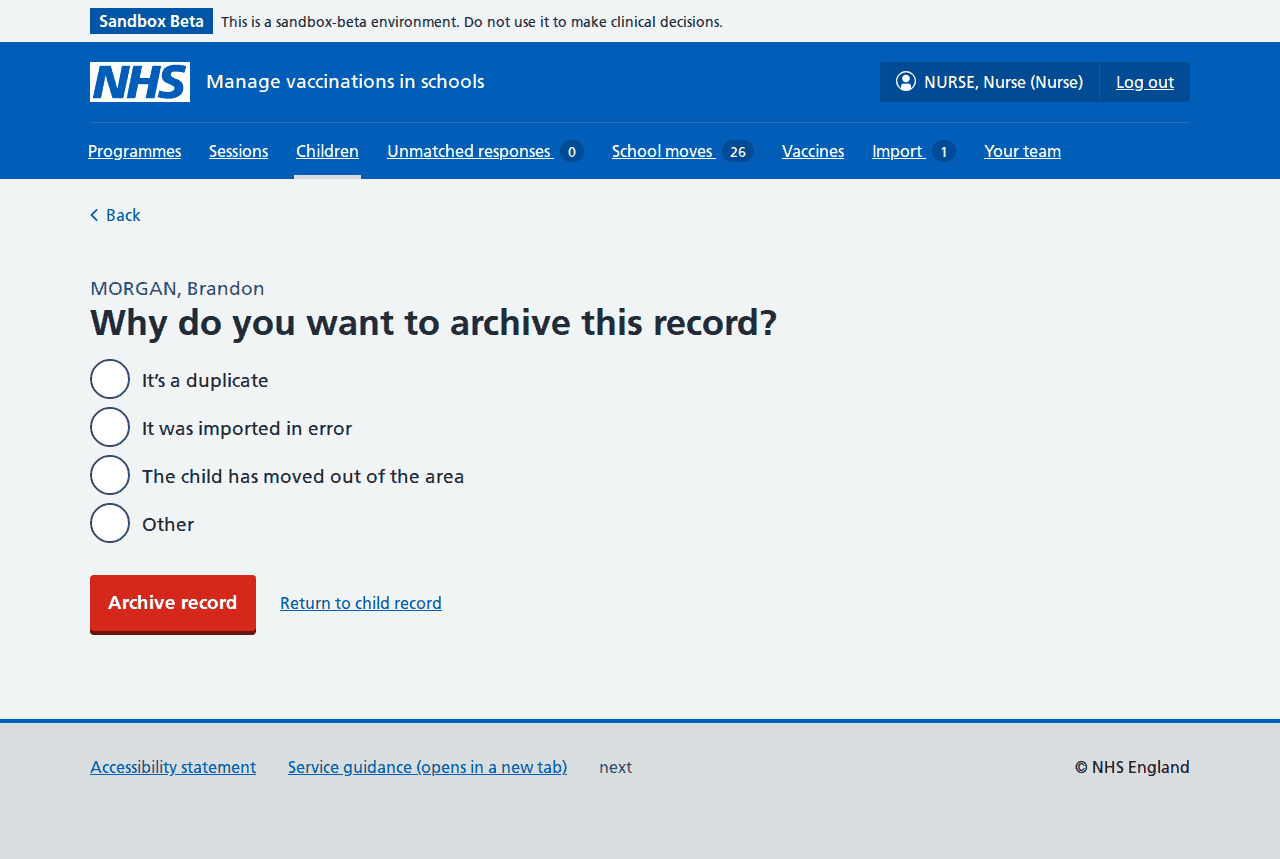 Sandbox Beta This is a sandbox-beta environment. Do not use it to make clinical decisions.
NHS Manage vaccinations in schools NURSE, Nurse (Nurse) Log out
Programmes Sessions Children Unmatched responses 0 School moves 26 Vaccines Import 1 Your team
Back
MORGAN, Brandon
Why do you want to archive this record?
It’s a duplicate
It was imported in error
The child has moved out of the area
Other
Archive record Return to child record
Accessibility statement Service guidance (opens in a new tab) next © NHS England